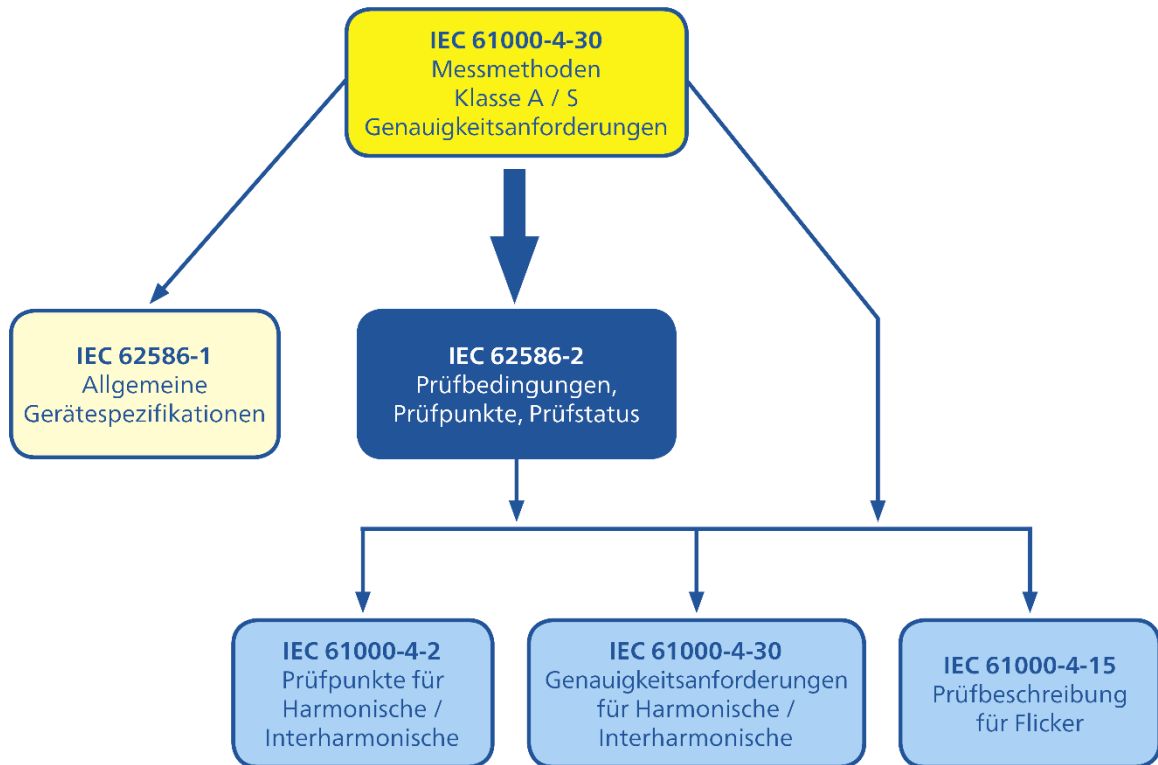 IEC 61000-4-30
Messmethoden
Klasse A / S
Genauigkeitsanforderungen
IEC 62586-1
Allgemeine
Gerätespezifikationen
IEC 62586-2
Prüfbedingungen,
Prüfpunkte, Prüfstatus
IEC 61000-4-2
Prüfpunkte für
Harmonische /
Interharmonische
IEC 61000-4-30
Genauigkeitsanforderungen
für Harmonische /
Interharmonische
IEC 61000-4-15
Prüfbeschreibung
für Flicker